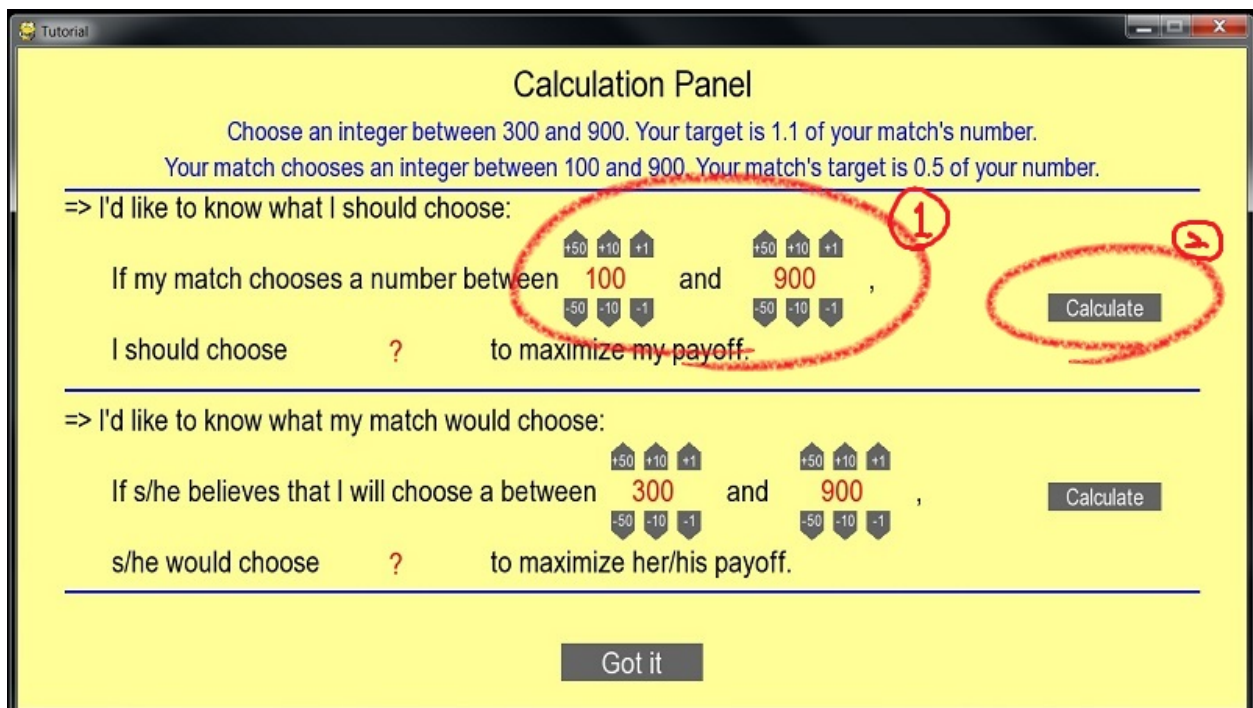 Tutorial
Calculation Panel
Choose an integer between 300 and 900. Your target is 1.1 of your match's number.
Your match chooses an integer between 100 and 900. Your match's target is 0.5 of your number.
=> I'd like to know what I should choose:
+50 +10 +1 +50 +10 +1
If my match chooses a number between 100 and 900 ,
-50 -10 -1 -50 -10 -1
1
2
Calculate
I should choose ? to maximize my payoff.
=> I'd like to know what my match would choose:
+50 +10 +1 +50 +10 +1
If s/he believes that I will choose a between 300 and 900 , Calculate
-50 -10 -1 -50 -10 -1
s/he would choose ? to maximize her/his payoff.
Got it